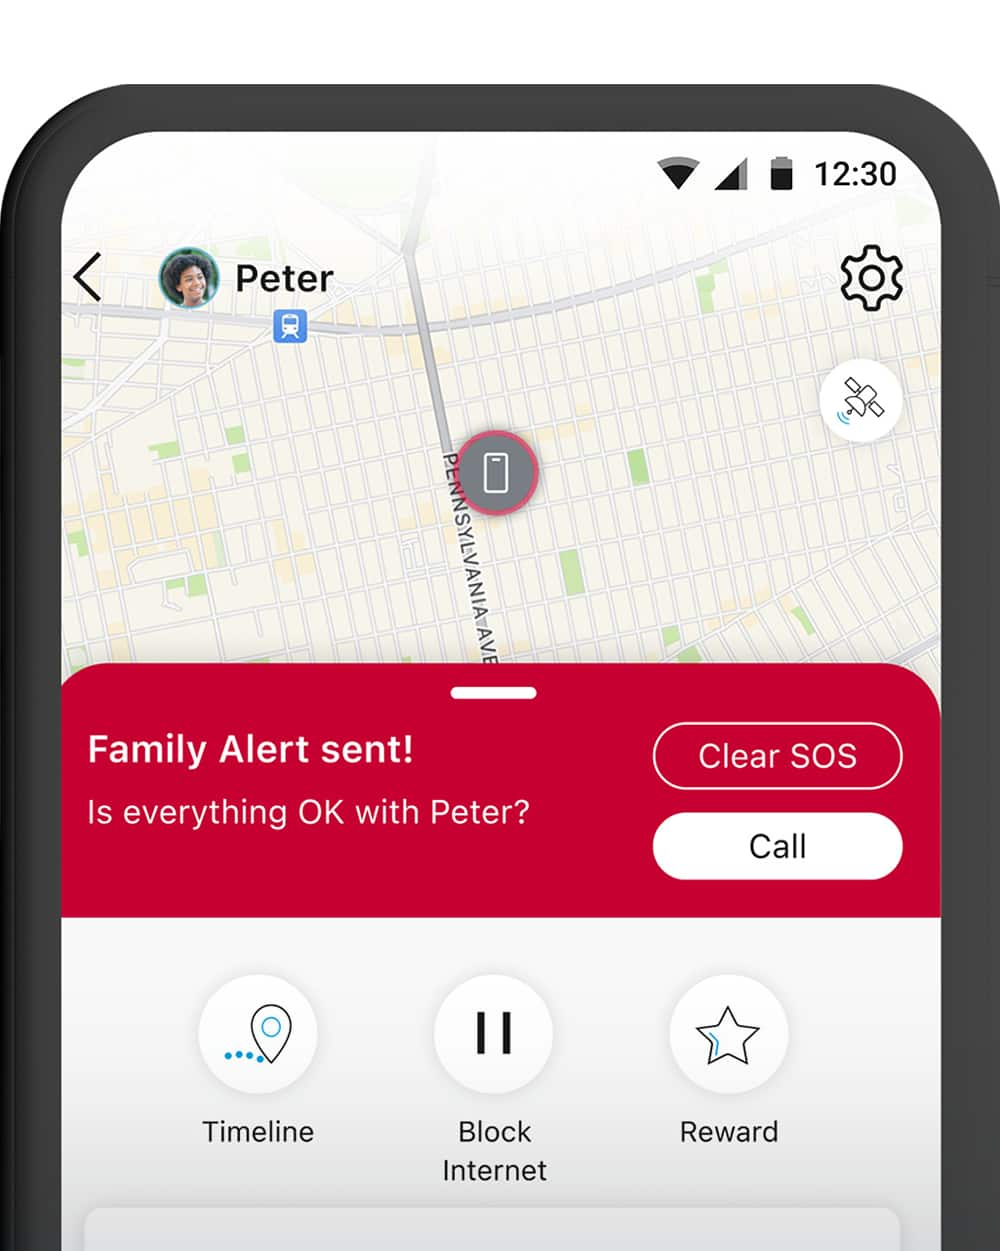 12:30
Peter
PENNSYLVANIA AVE
Family Alert sent!
Clear SOS
Is everything OK with Peter?
Call
Timeline
Block
Internet
Reward